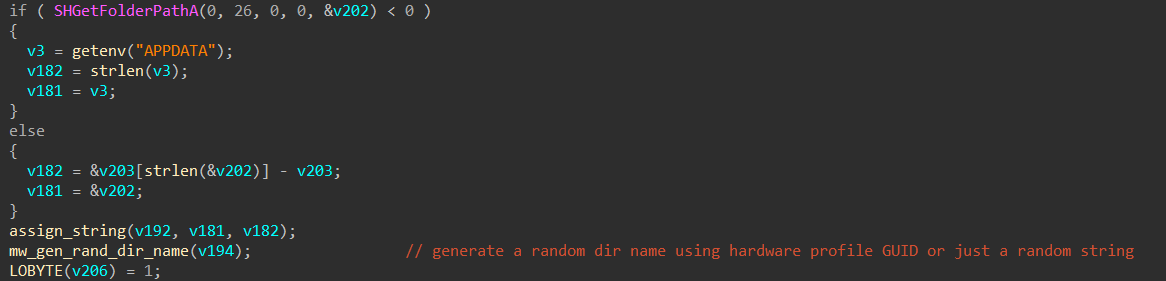 if ( SHGetFolderPathA(0, 26, 0, 0, &v202) < 0 )
{
  v3 = getenv("APPDATA");
  v182 = strlen(v3);
  v181 = v3;
}
else
{
  v182 = &v203[strlen(&v202)] - v203;
  v181 = &v202;
}
assign_string(v192, v181, v182);
mw_gen_rand_dir_name(v194);                // generate a random dir name using hardware profile GUID or just a random string
LOBYTE(v206) = 1;